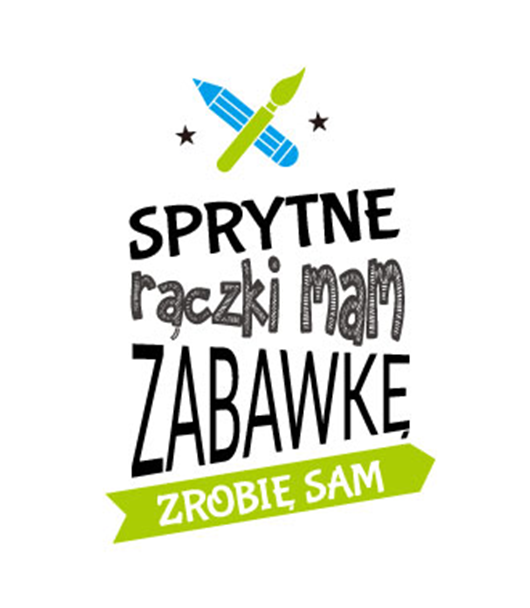 SPRYTNE
rączki mam
ZABAWKĘ
ZROBIĘ SAM